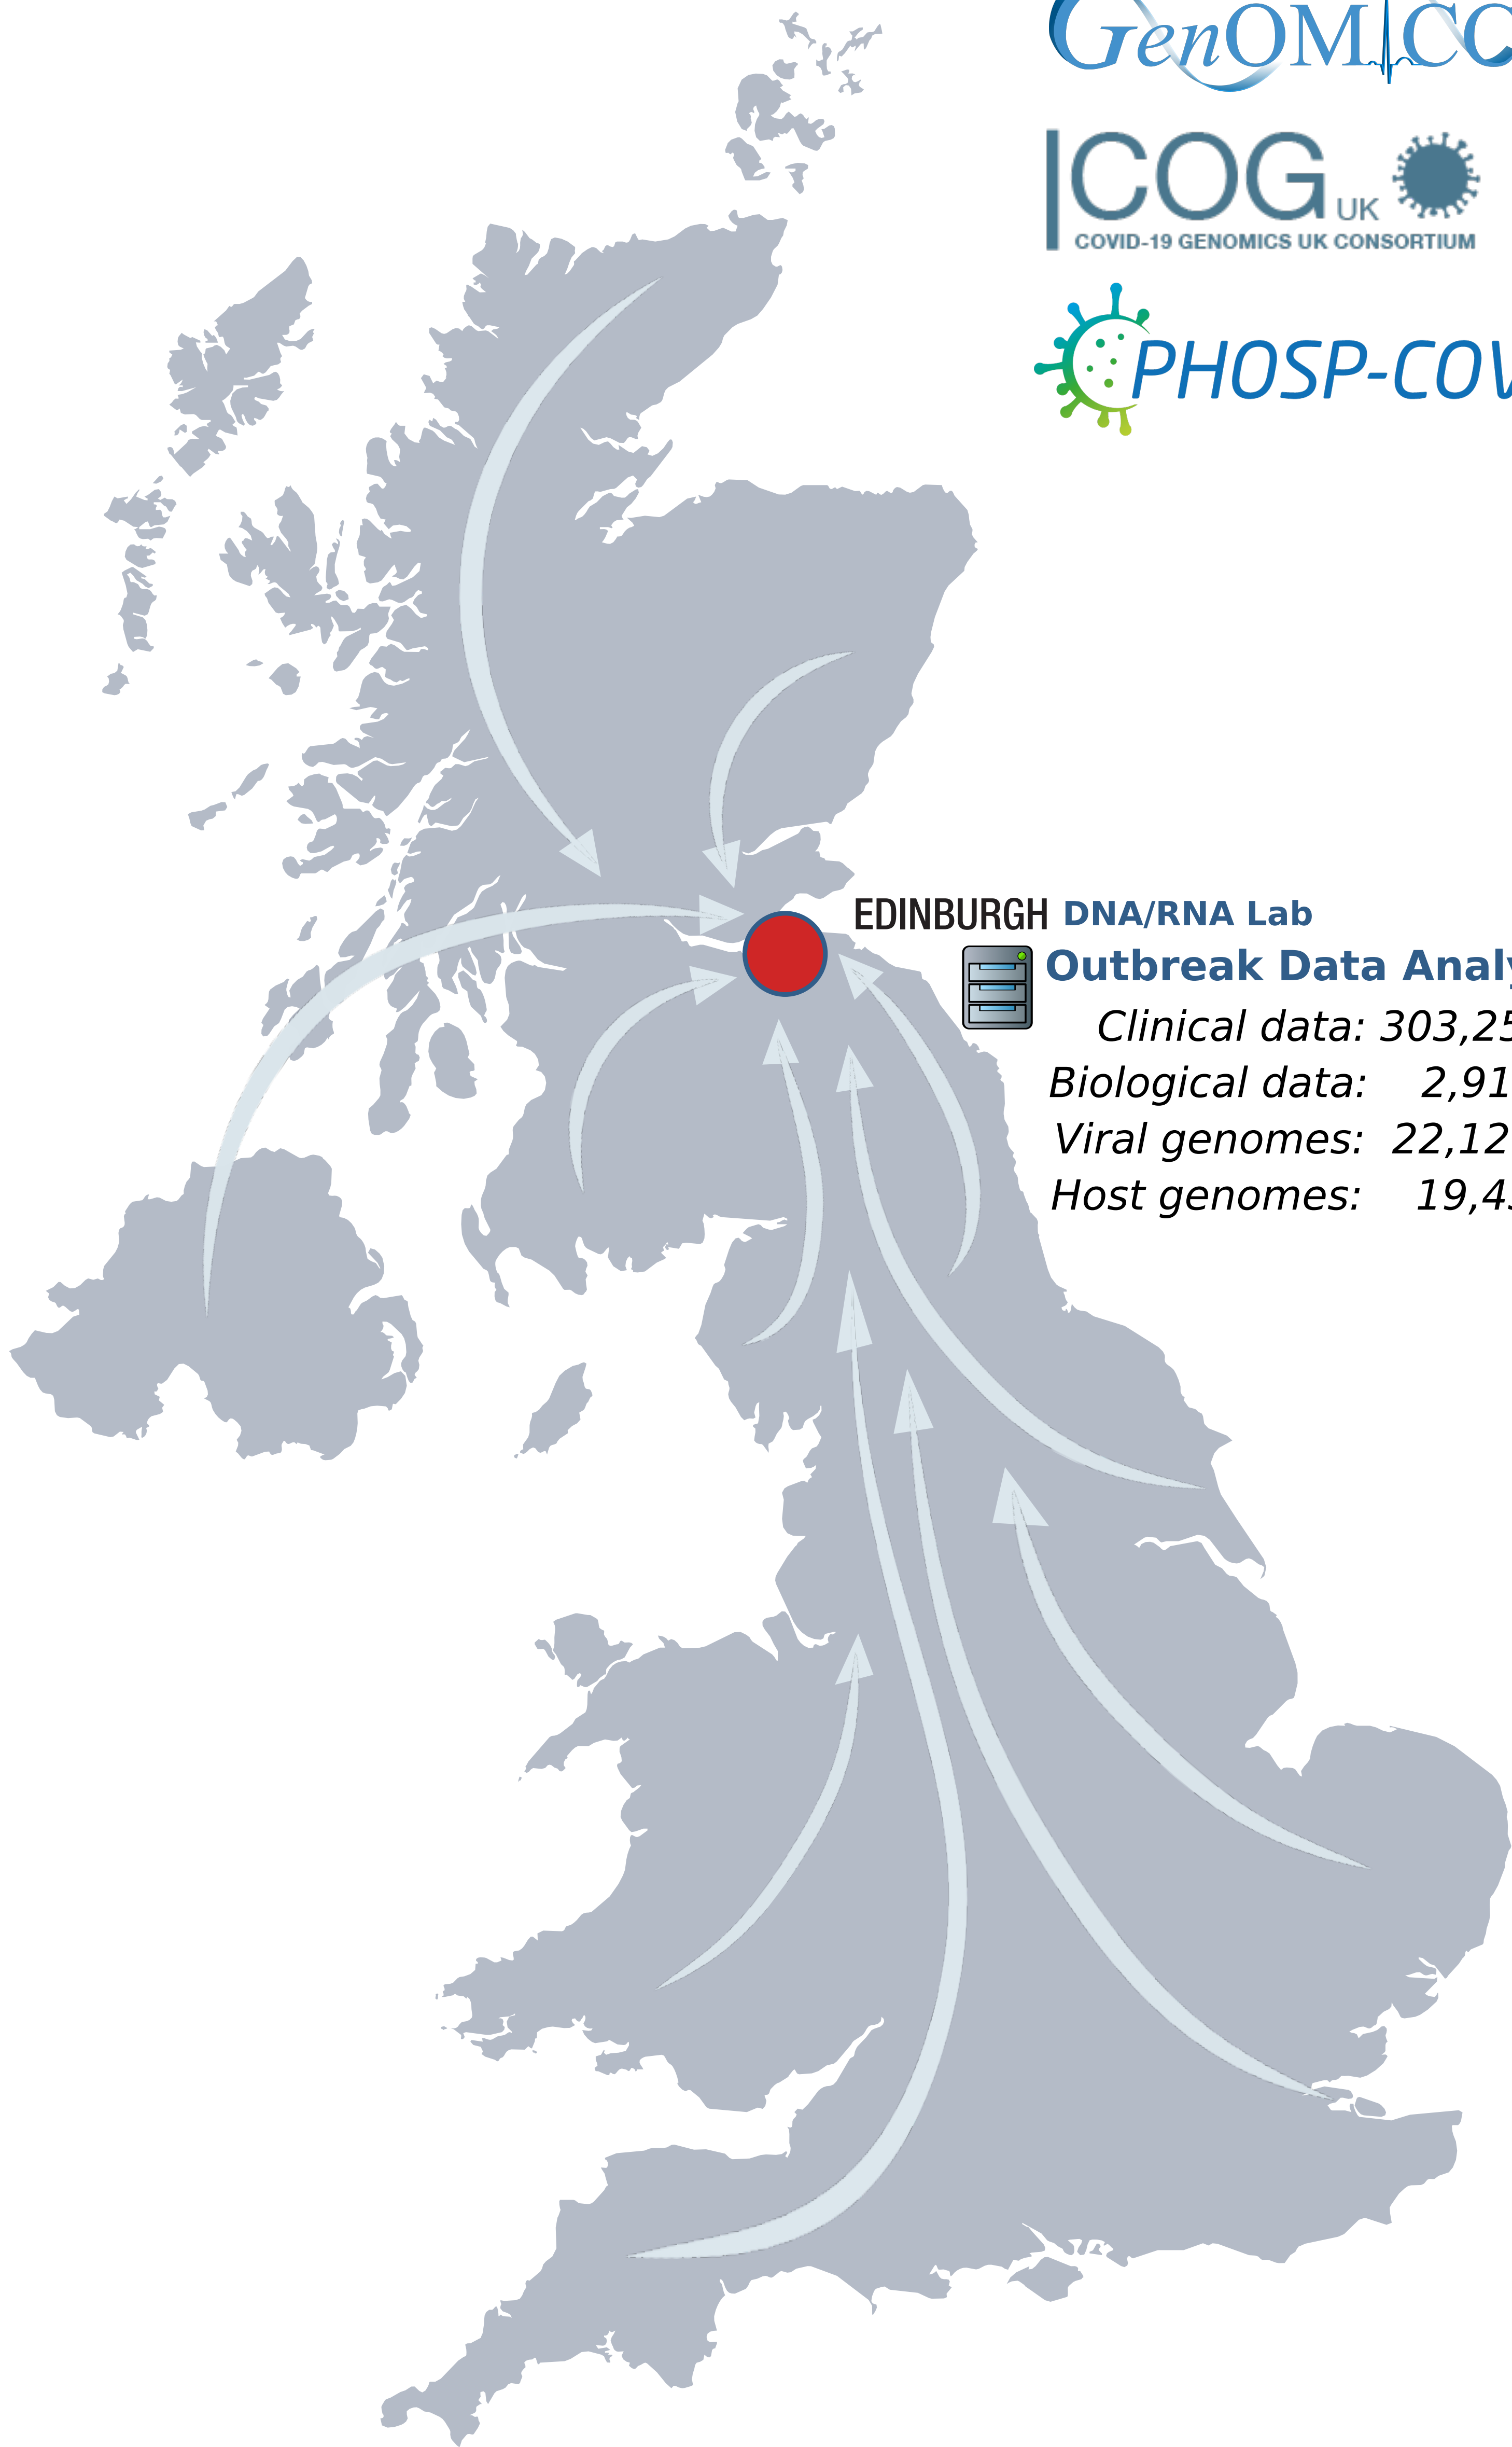 GenOMICC
COG UK
COVID-19 GENOMICS UK CONSORTIUM
PHOSP-COV
EDINBURGH DNA/RNA Lab
Outbreak Data Analy
Clinical data: 303,25
Biological data: 2,91
Viral genomes: 22,12
Host genomes: 19,4